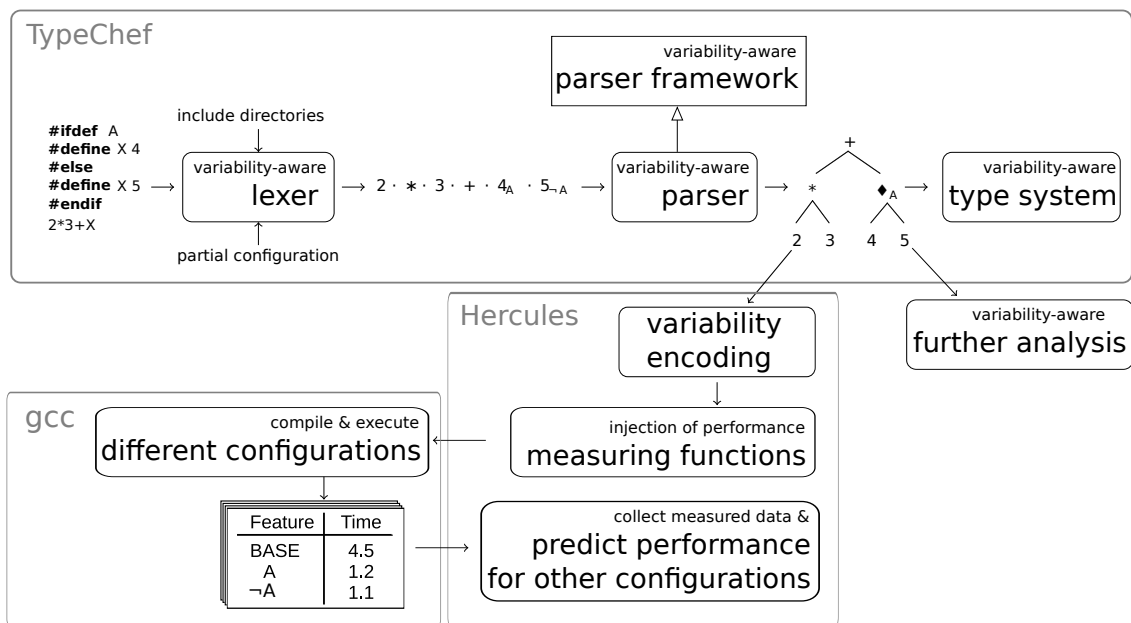 TypeChef
variability-aware
parser framework
include directories
#ifdef A
#define X 4
#else
#define X 5
#endif
2*3+X
variability-aware
lexer
partial configuration
2 · * · 3 · + · 4A · 5¬A
variability-aware
parser
+
* ♦A
2 3 4 5
variability-aware
type system
Hercules
variability
encoding
variability-aware
further analysis
gcc
compile & execute
different configurations
injection of performance
measuring functions
Feature Time
BASE 4.5
A 1.2
¬A 1.1
collect measured data &
predict performance
for other configurations